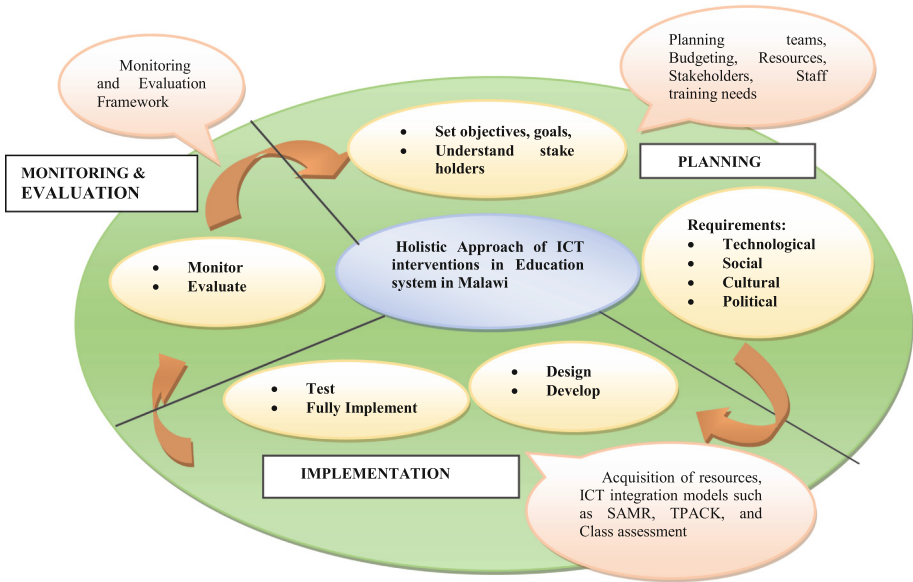 Monitoring
and Evaluation
Framework
Planning teams,
Budgeting, Resources,
Stakeholders, Staff
training needs
MONITORING &
EVALUATION
• Set objectives, goals,
• Understand stake
holders
PLANNING
Requirements:
• Technological
• Social
• Cultural
• Political
Holistic Approach of ICT
interventions in Education
system in Malawi
• Monitor
• Evaluate
• Test
• Fully Implement
• Design
• Develop
IMPLEMENTATION
Acquisition of resources,
ICT integration models such
as SAMR, TPACK, and
Class assessment